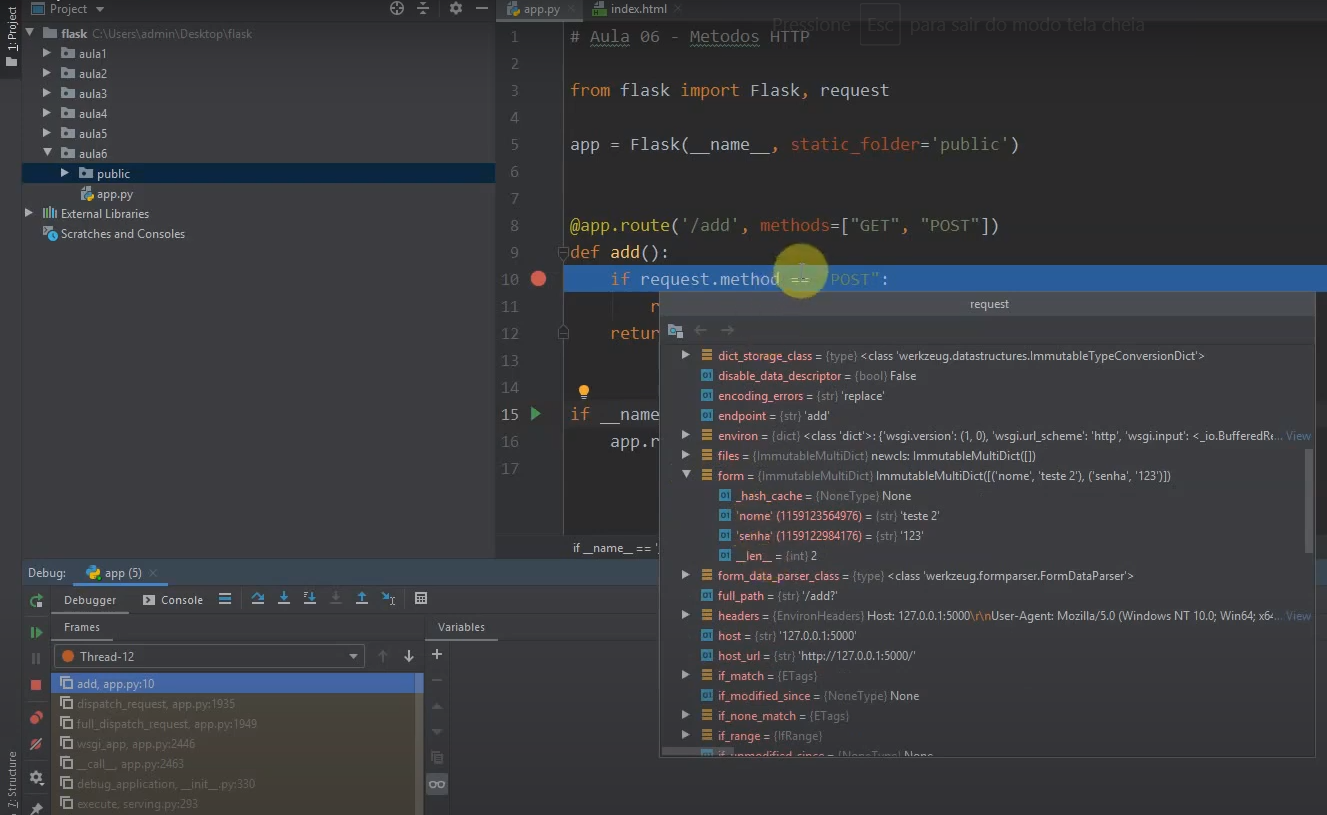 Project
app.py
index.html
Pressione Esc para sair do modo tela cheia
1: Project
flask C:\Users\admin\Desktop\flask
aula1
aula2
aula3
aula4
aula5
aula6
public
app.py
External Libraries
Scratches and Consoles
1 # Aula 06 - Metodos HTTP
2
3 from flask import Flask, request
4
5 app = Flask(__name__, static_folder='public')
6
7
8 @app.route('/add', methods=["GET", "POST"])
9 def add():
10 if request.method == "POST":
11 r
12 retur
13
14
15 if __name
16 app.r
17
if __name__ == '
request
dict_storage_class = {type} <class 'werkzeug.datastructures.ImmutableTypeConversionDict'>
disable_data_descriptor = {bool} False
encoding_errors = {str} 'replace'
endpoint = {str} 'add'
environ = {dict} <class 'dict'>: {'wsgi.version': (1, 0), 'wsgi.url_scheme': 'http', 'wsgi.input': <_io.BufferedRe... View
files = {ImmutableMultiDict} newcls: ImmutableMultiDict([])
form = {ImmutableMultiDict} ImmutableMultiDict([('nome', 'teste 2'), ('senha', '123')])
_hash_cache = {NoneType} None
'nome' (1159123564976) = {str} 'teste 2'
'senha' (1159122984176) = {str} '123'
__len__ = {int} 2
form_data_parser_class = {type} <class 'werkzeug.formparser.FormDataParser'>
full_path = {str} '/add?'
headers = {EnvironHeaders} Host: 127.0.0.1:5000\r\nUser-Agent: Mozilla/5.0 (Windows NT 10.0; Win64; x64... View
host = {str} '127.0.0.1:5000'
host_url = {str} 'http://127.0.0.1:5000/'
if_match = {ETags}
if_modified_since = {NoneType} None
if_none_match = {ETags}
if_range = {IfRange}
if_unmodified_since = {NoneType} None
Debug: app (5)
Debugger
Console
Frames
Variables
Thread-12
add, app.py:10
dispatch_request, app.py:1935
full_dispatch_request, app.py:1949
wsgi_app, app.py:2446
__call__, app.py:2463
debug_application, __init__.py:330
execute, serving.py:293
7: Structure